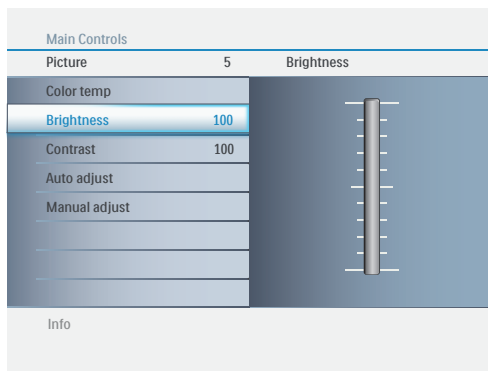 Main Controls
Picture 5 Brightness
Color temp
Brightness 100
Contrast 100
Auto adjust
Manual adjust
Info